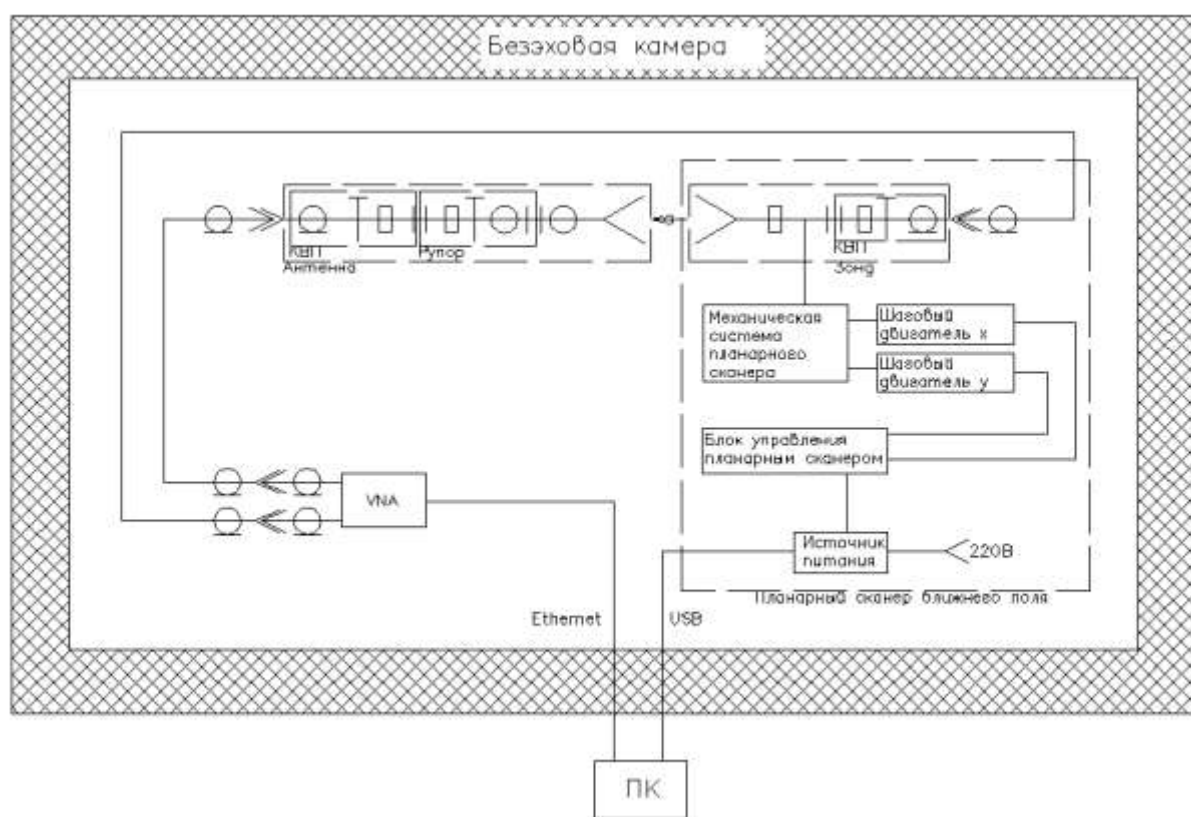 Безэховая камера
КВП
Антенна
Рупор
КВП
Зонд
Механическая
система
планарного
сканера
Шаговый
двигатель x
Шаговый
двигатель y
Блок управления
планарным сканером
VNA
Источник
питания
220В
Планарный сканер ближнего поля
Ethernet
USB
ПК